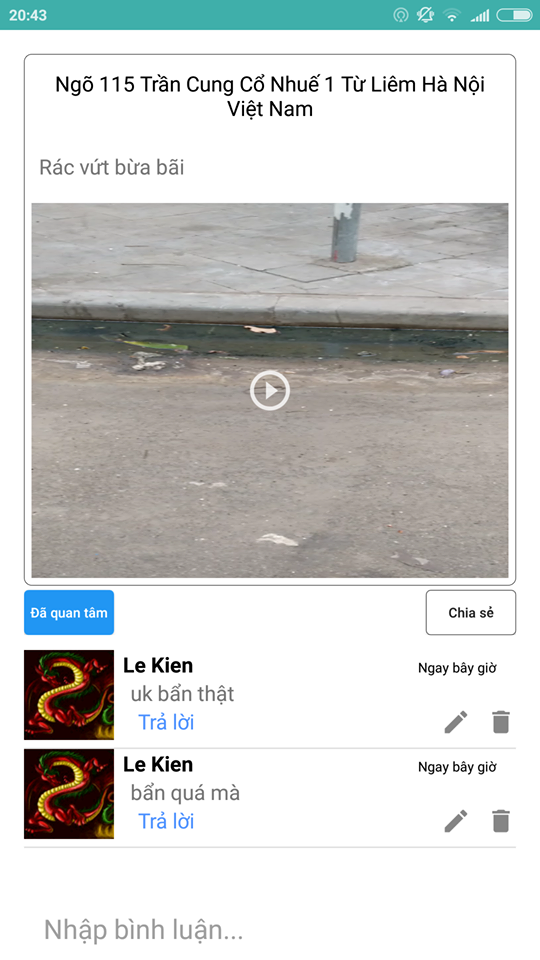 20:43
Ngõ 115 Trần Cung Cổ Nhuế 1 Từ Liêm Hà Nội
Việt Nam
Rác vứt bừa bãi
Đã quan tâm
Chia sẻ
Le Kien
Ngay bây giờ
uk bẩn thật
Trả lời
Le Kien
Ngay bây giờ
bẩn quá mà
Trả lời
Nhập bình luận...